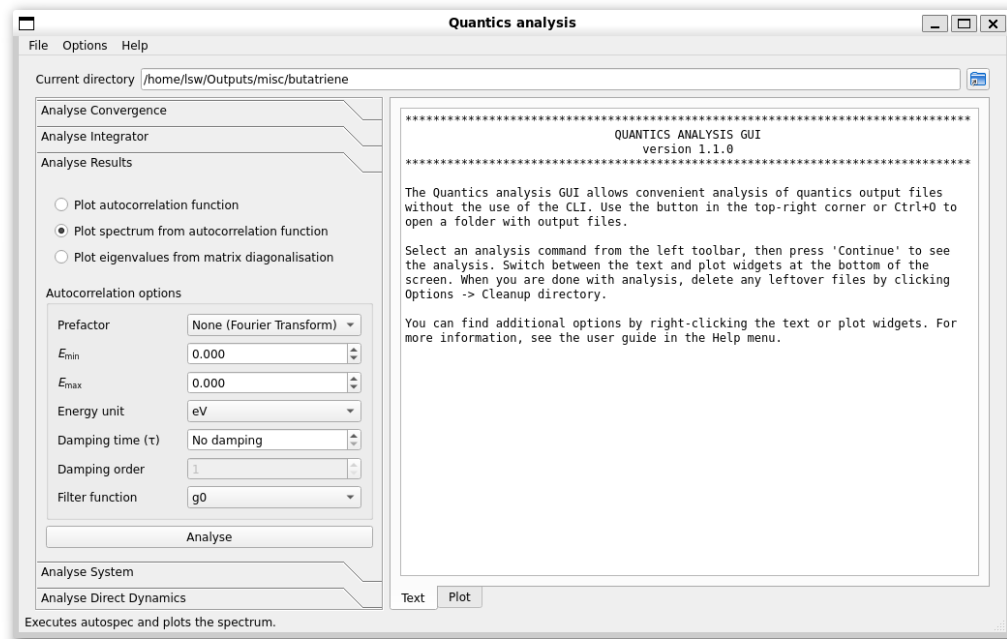 Quantics analysis
File Options Help
Current directory /home/lsw/Outputs/misc/butatriene
Analyse Convergence
Analyse Integrator
Analyse Results
Plot autocorrelation function
Plot spectrum from autocorrelation function
Plot eigenvalues from matrix diagonalisation
Autocorrelation options
Prefactor None (Fourier Transform)
Emin 0.000
Emax 0.000
Energy unit eV
Damping time (τ) No damping
Damping order 1
Filter function g0
Analyse
Analyse System
Analyse Direct Dynamics
*********************************************************************************
QUANTICS ANALYSIS GUI
version 1.1.0
*********************************************************************************
The Quantics analysis GUI allows convenient analysis of quantics output files
without the use of the CLI. Use the button in the top-right corner or Ctrl+O to
open a folder with output files.
Select an analysis command from the left toolbar, then press 'Continue' to see
the analysis. Switch between the text and plot widgets at the bottom of the
screen. When you are done with analysis, delete any leftover files by clicking
Options -> Cleanup directory.
You can find additional options by right-clicking the text or plot widgets. For
more information, see the user guide in the Help menu.
Text Plot
Executes autospec and plots the spectrum.